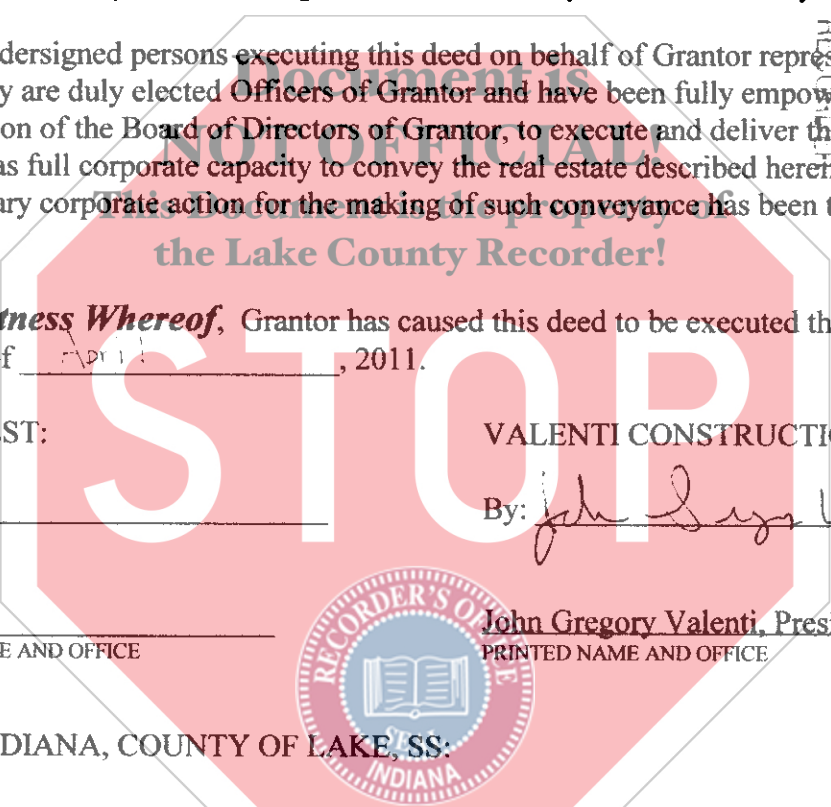 dersigned persons executing this deed on behalf of Grantor repres
y are duly elected Officers of Grantor and have been fully empow
on of the Board of Directors of Grantor, to execute and deliver th
as full corporate capacity to convey the real estate described herein
ary corporate action for the making of such conveyance has been t
Document is
NOT OFFICIAL!
This Document is the property of
the Lake County Recorder!
tness Whereof, Grantor has caused this deed to be executed th
f April, 2011.
STOP
ST:
VALENTI CONSTRUCTI
By:
John Gregory Valenti, Presi
E AND OFFICE
PRINTED NAME AND OFFICE
RECORDER'S OFFICE
SEAL
INDIANA
DIANA, COUNTY OF LAKE, SS: